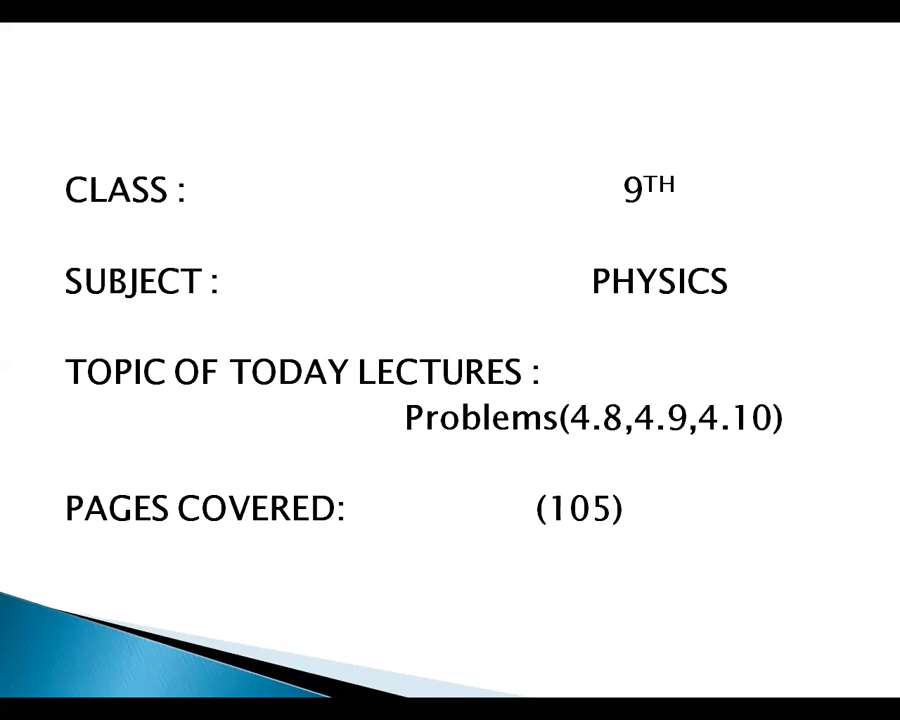 CLASS : 9TH
SUBJECT : PHYSICS
TOPIC OF TODAY LECTURES :
Problems(4.8,4.9,4.10)
PAGES COVERED: (105)